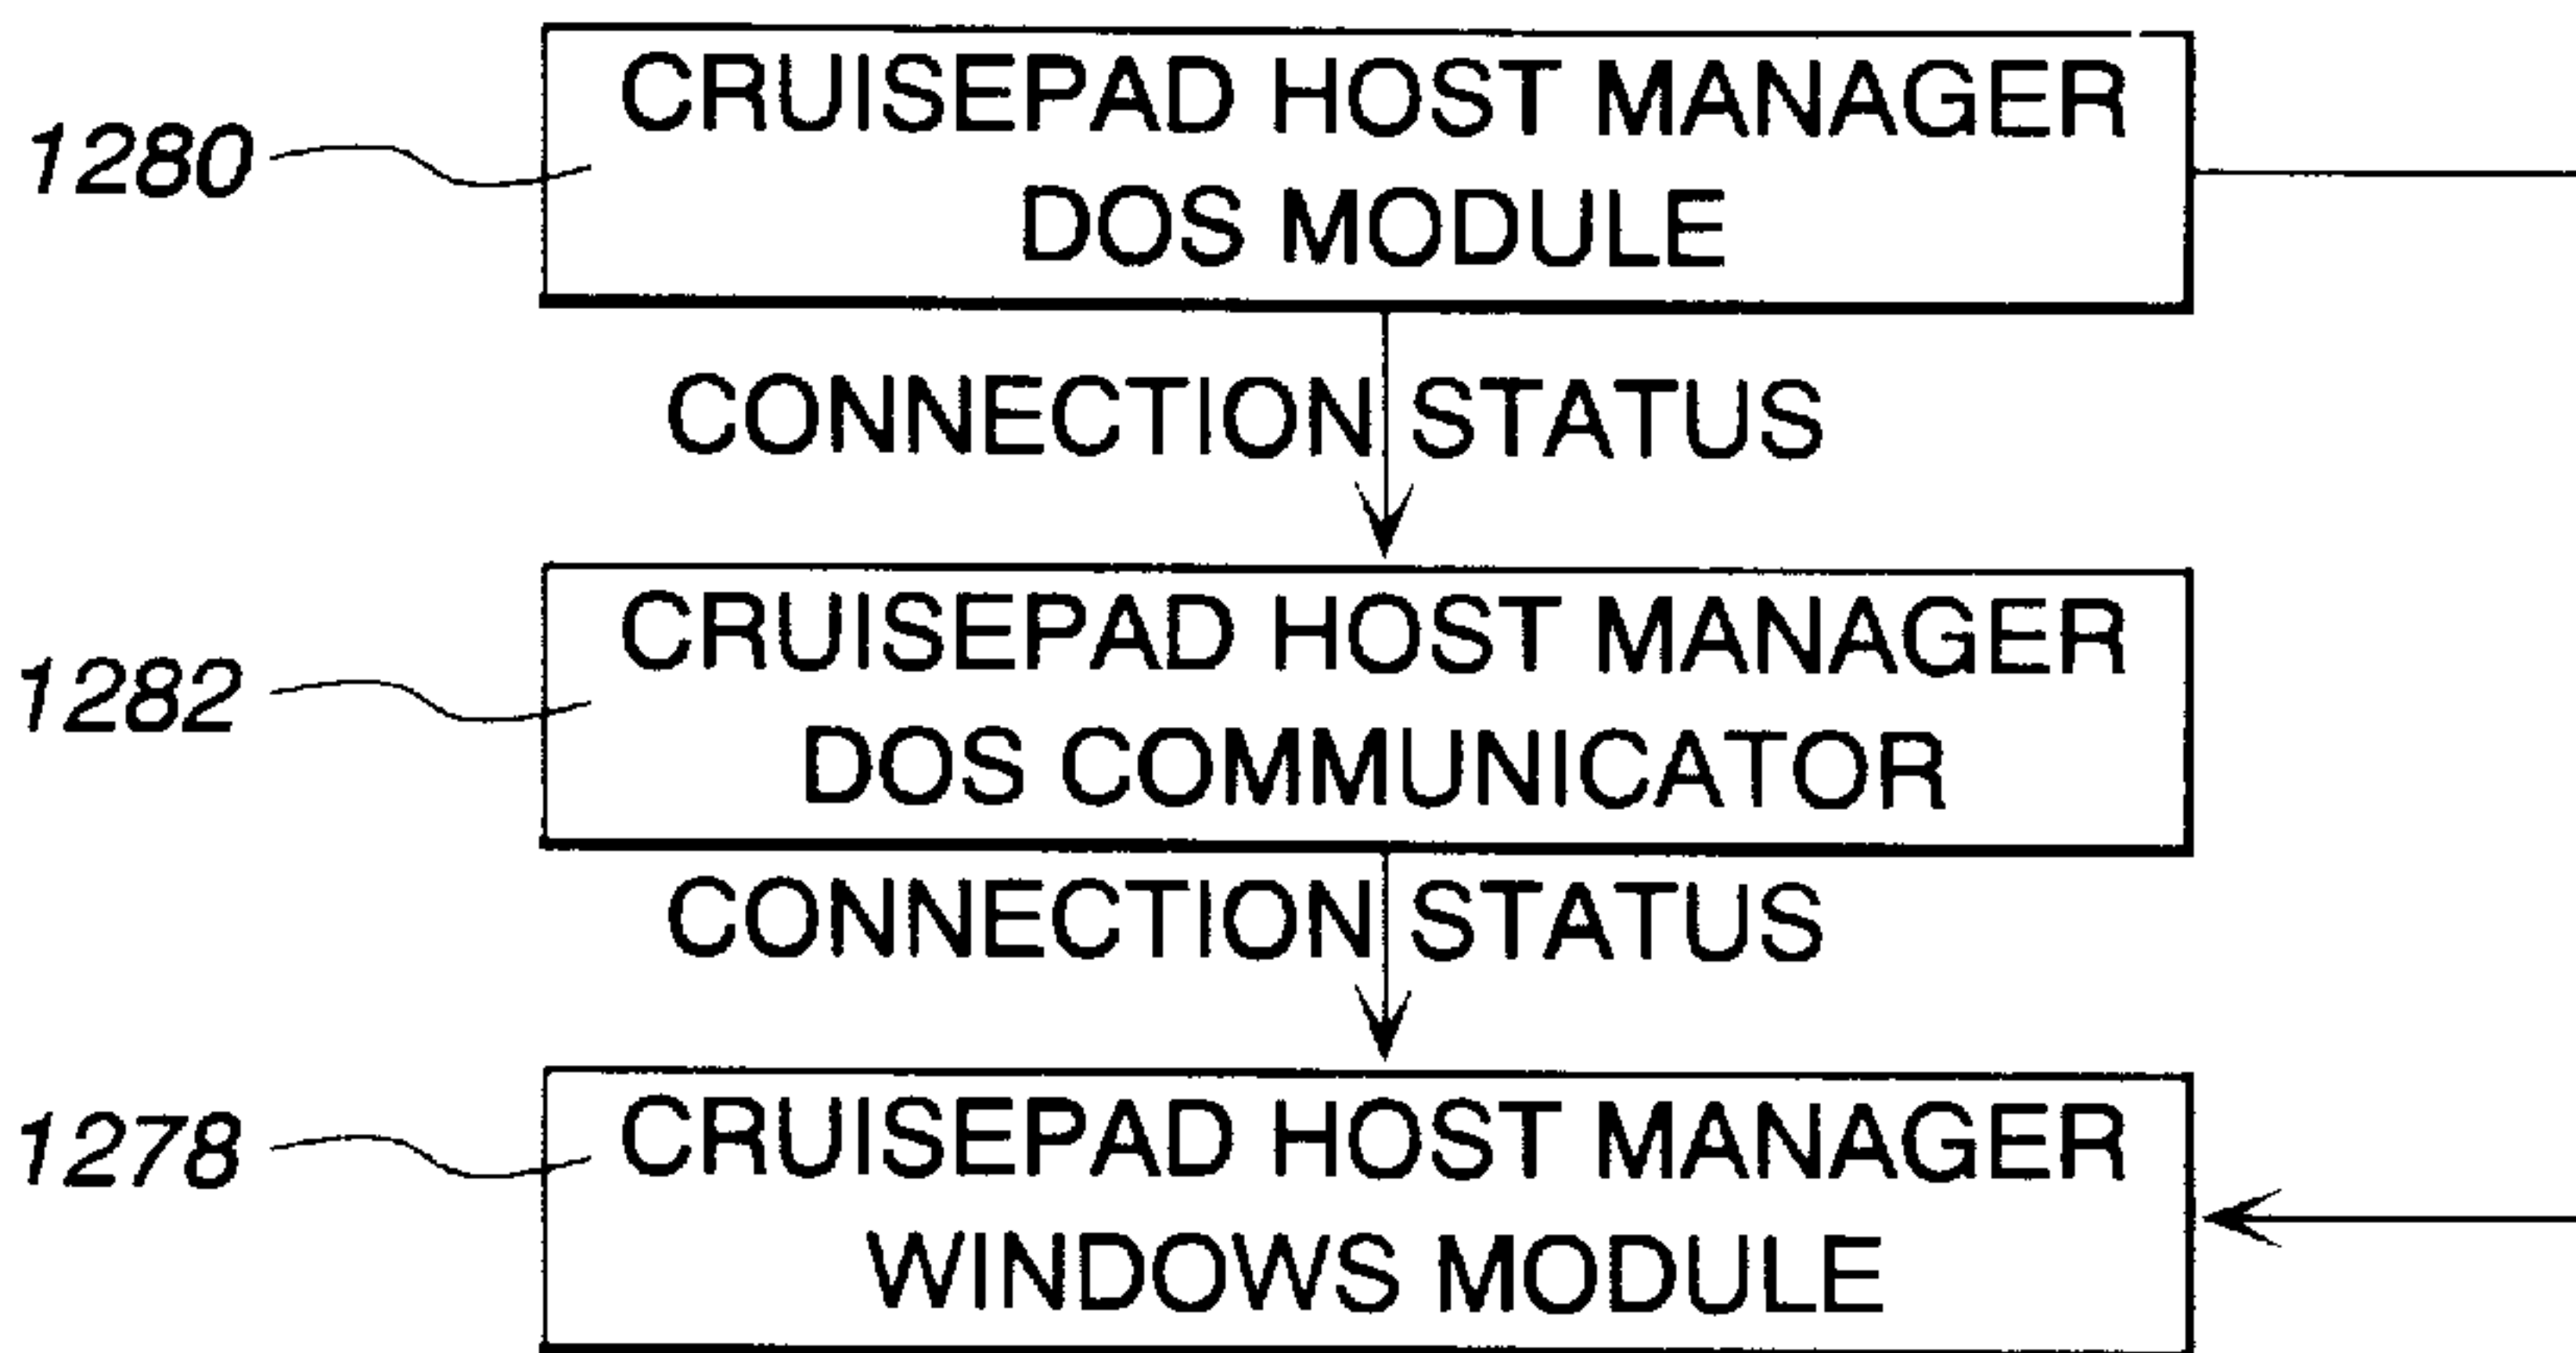 1280
CRUISEPAD HOST MANAGER
DOS MODULE
CONNECTION STATUS
1282
CRUISEPAD HOST MANAGER
DOS COMMUNICATOR
CONNECTION STATUS
1278
CRUISEPAD HOST MANAGER
WINDOWS MODULE